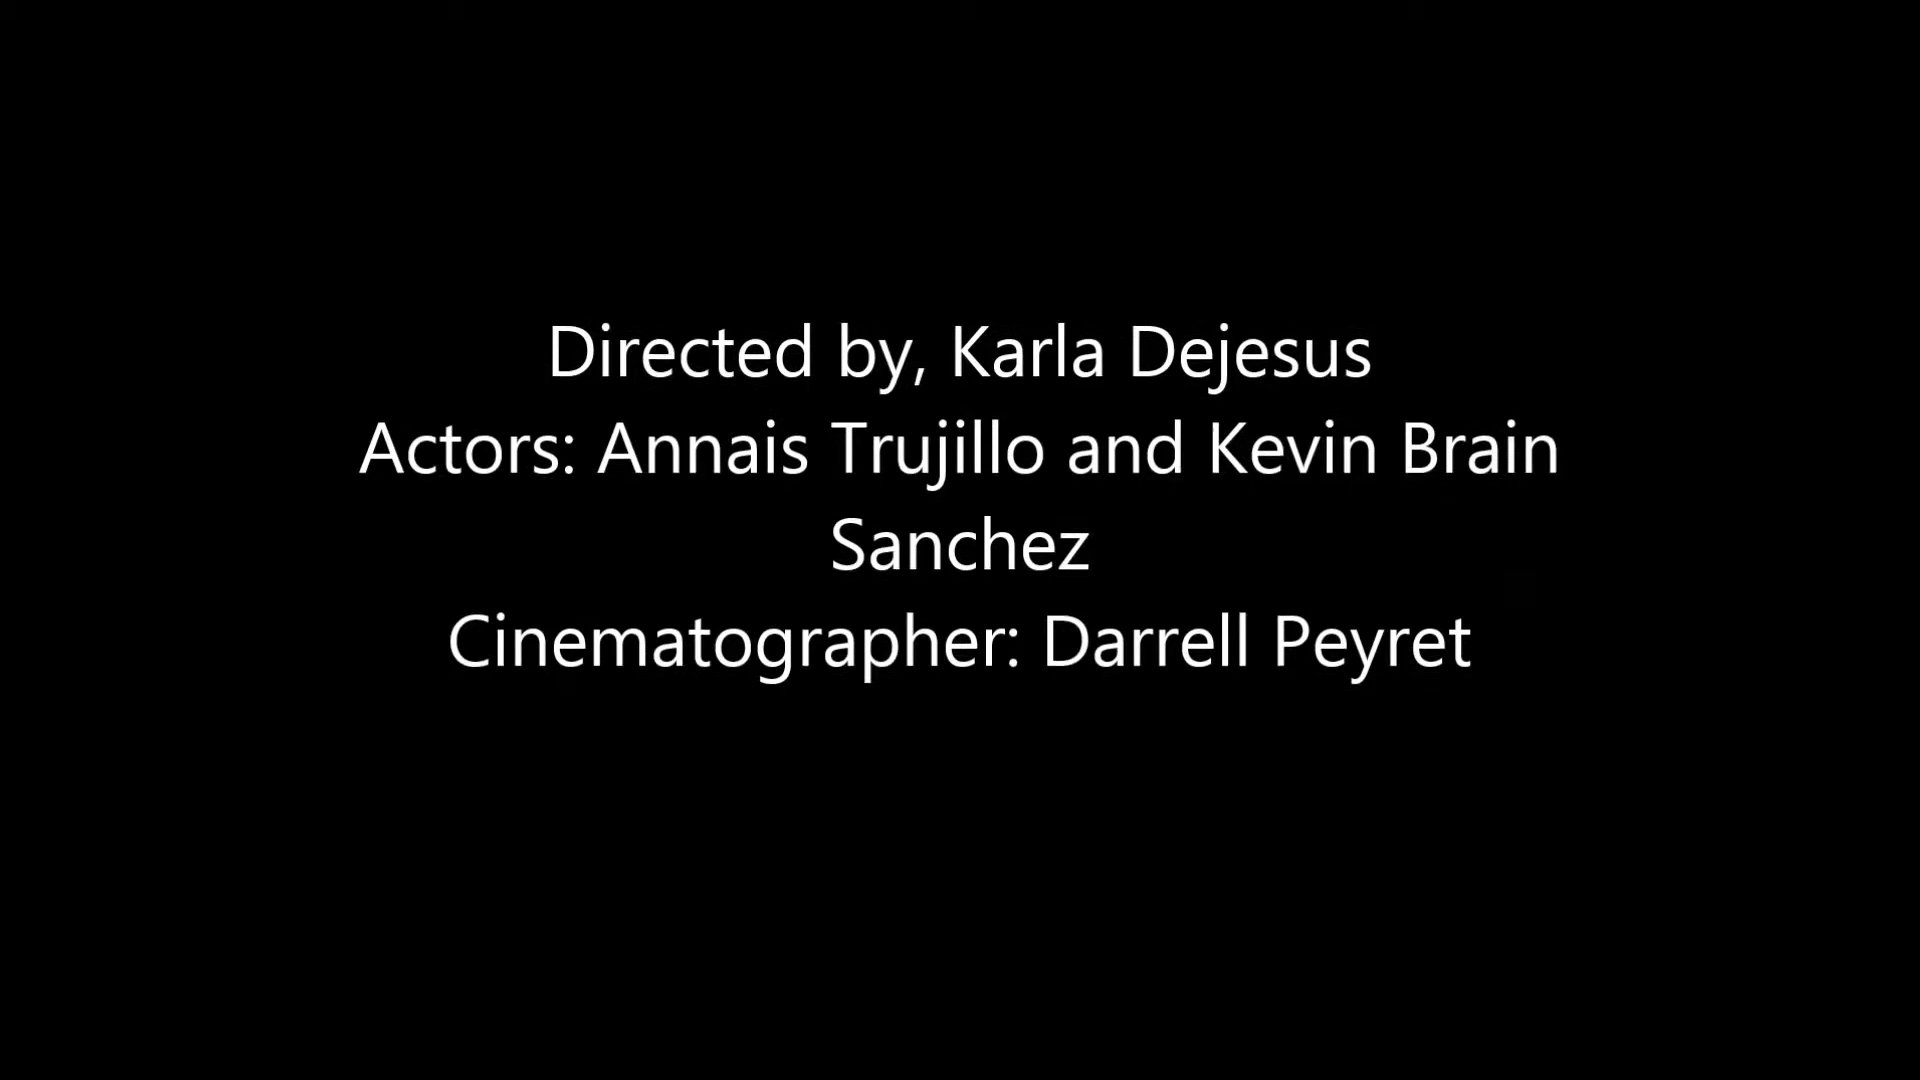 Directed by, Karla Dejesus
Actors: Annais Trujillo and Kevin Brain
Sanchez
Cinematographer: Darrell Peyret